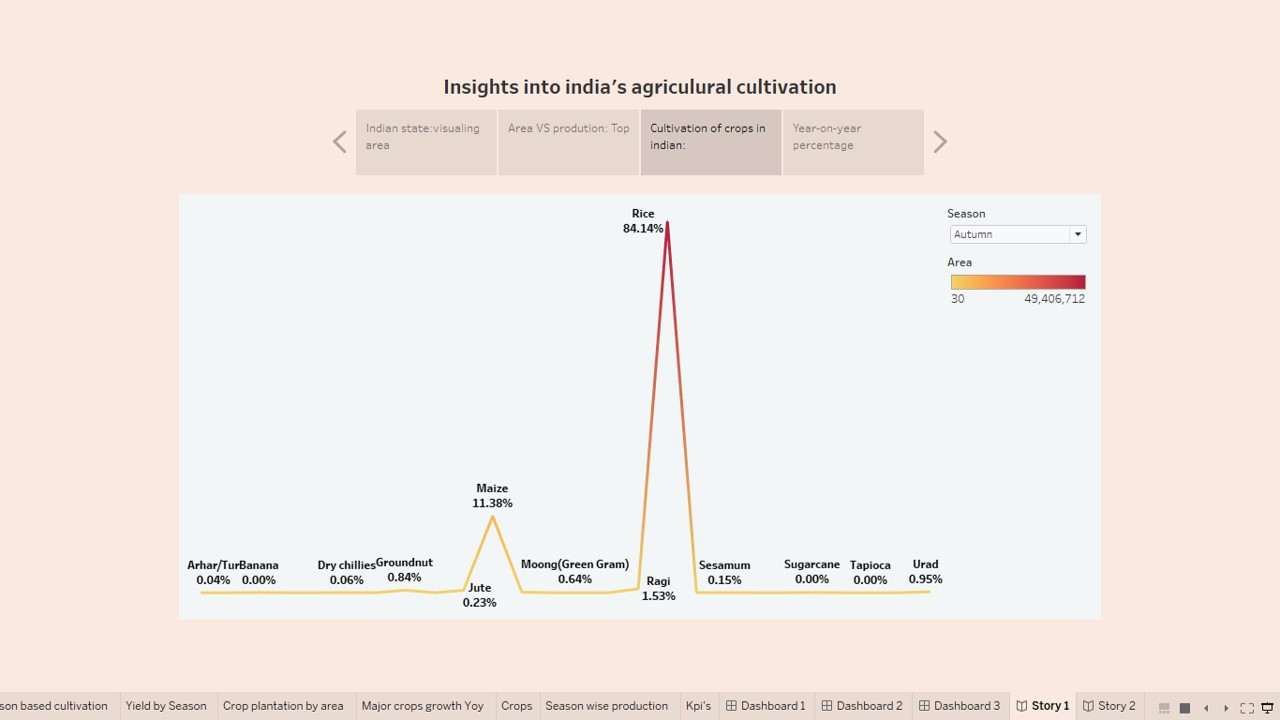 Insights into india's agriculural cultivation
Indian state:visualing
area
Area VS prodution: Top
Cultivation of crops in
indian:
Year-on-year
percentage
Rice
84.14%
Season
Autumn
Area
30
49,406,712
Maize
11.38%
Arhar/Tur
0.04%
Banana
0.00%
Dry chillies
0.06%
Groundnut
0.84%
Jute
0.23%
Moong(Green Gram)
0.64%
Ragi
1.53%
Sesamum
0.15%
Sugarcane
0.00%
Tapioca
0.00%
Urad
0.95%
son based cultivation
Yield by Season
Crop plantation by area
Major crops growth Yoy
Crops
Season wise production
Kpi's
Dashboard 1
Dashboard 2
Dashboard 3
Story 1
Story 2